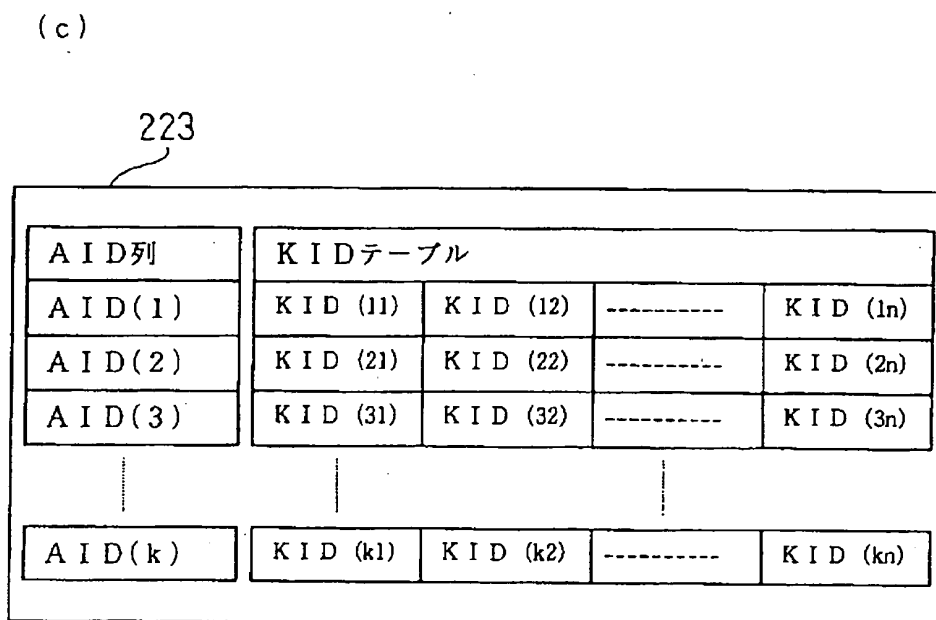 (c)
223
AID列 KIDテーブル
AID(1) KID (11) KID (12) ---------- KID (1n)
AID(2) KID (21) KID (22) ---------- KID (2n)
AID(3) KID (31) KID (32) ---------- KID (3n)
AID(k) KID (k1) KID (k2) ---------- KID (kn)